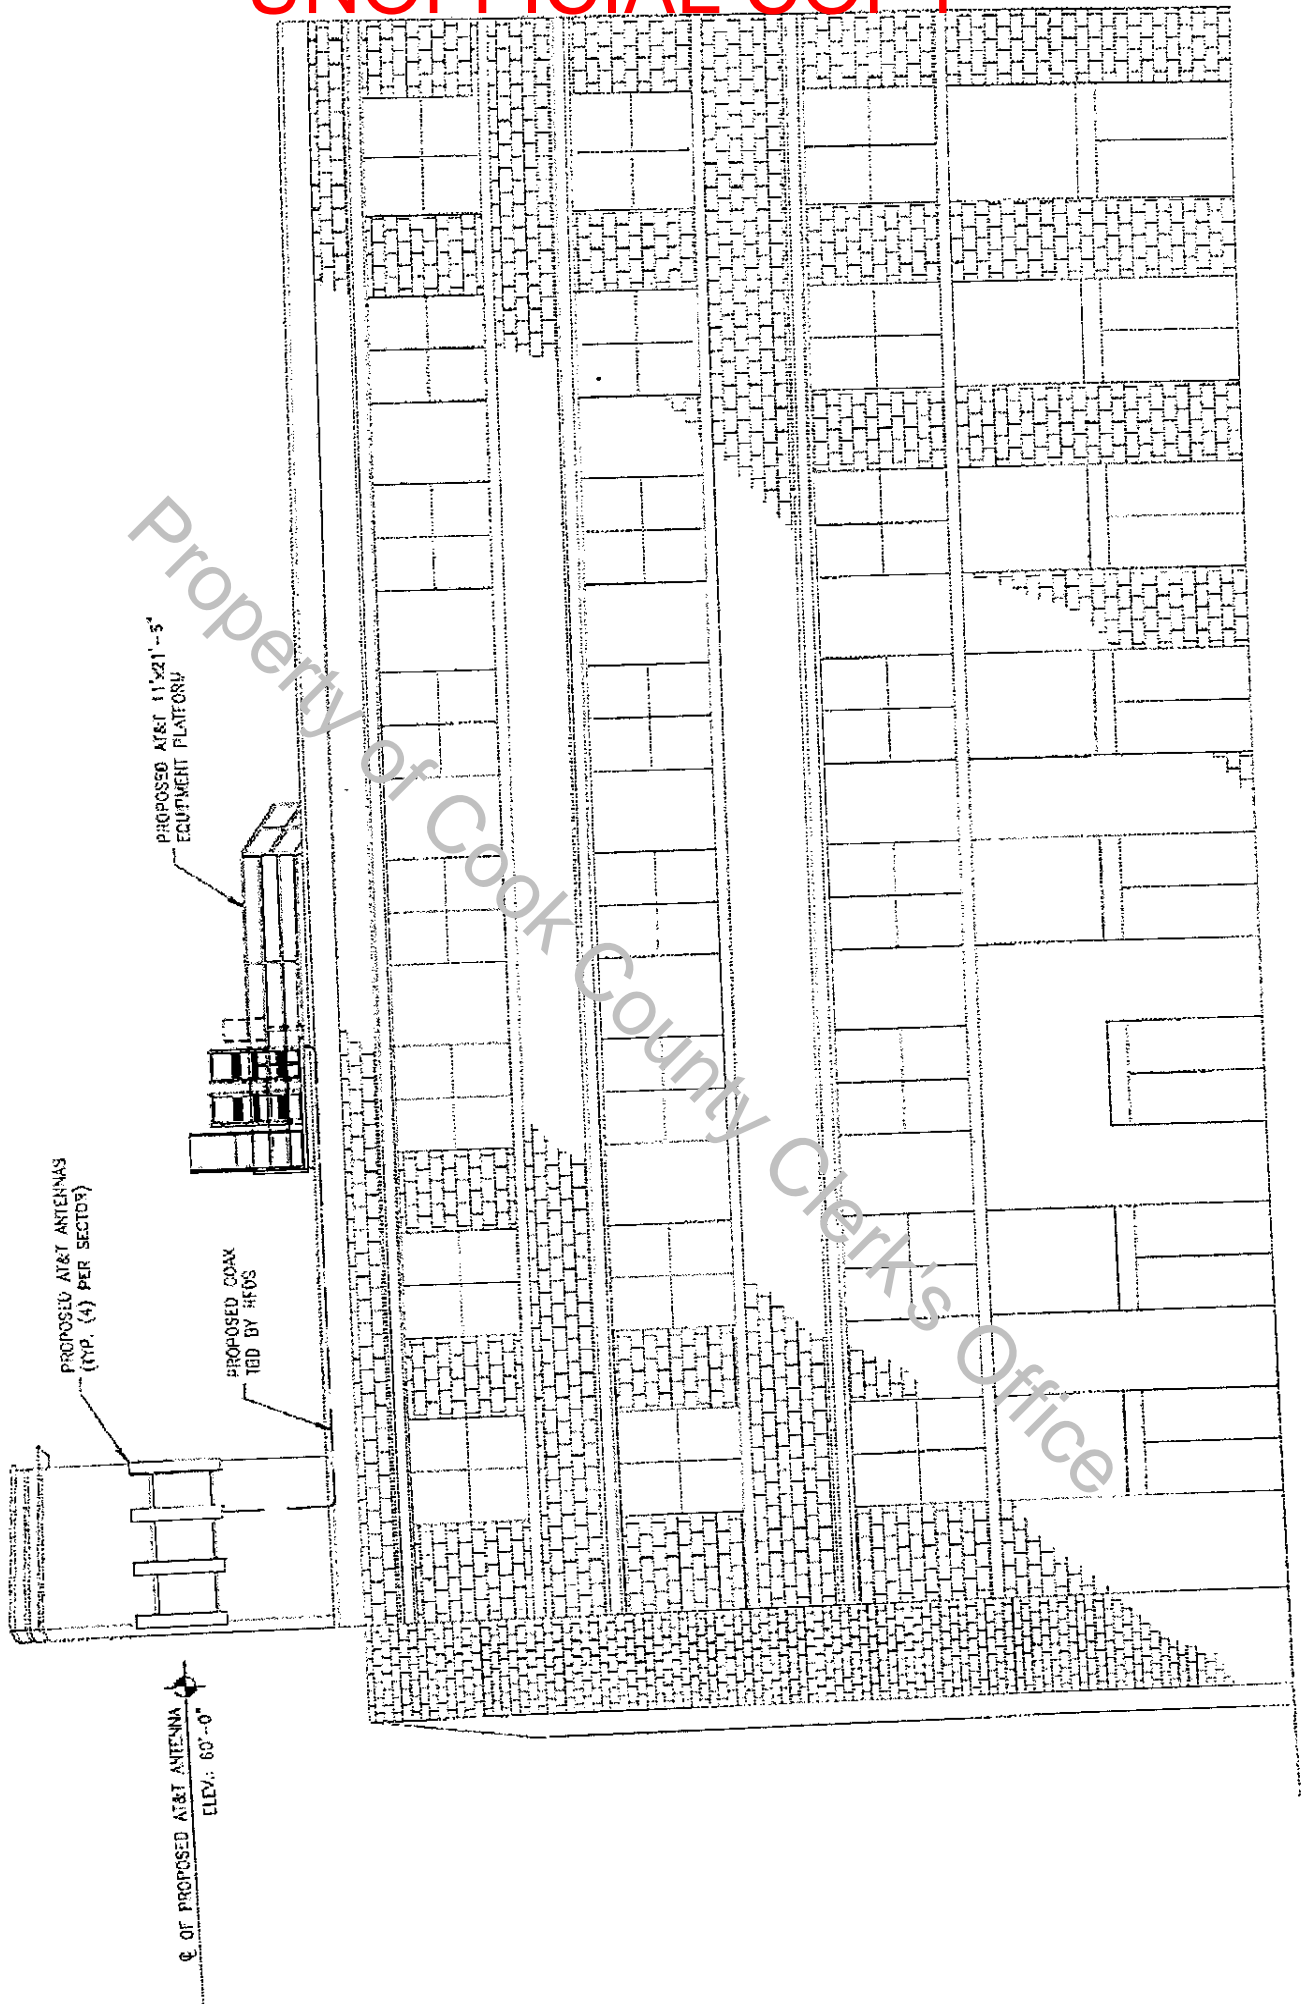 UNOFFICIAL COPY
PROPOSED AT&T ANTENNAS
(TYP. (4) PER SECTOR)
PROPOSED AT&T 11'x21'-5"
EQUIPMENT PLATFORM
PROPOSED COAX
TBD BY
℄ OF PROPOSED AT&T ANTENNA
ELEV.: 60'-0"
Property of Cook County Clerk's Office